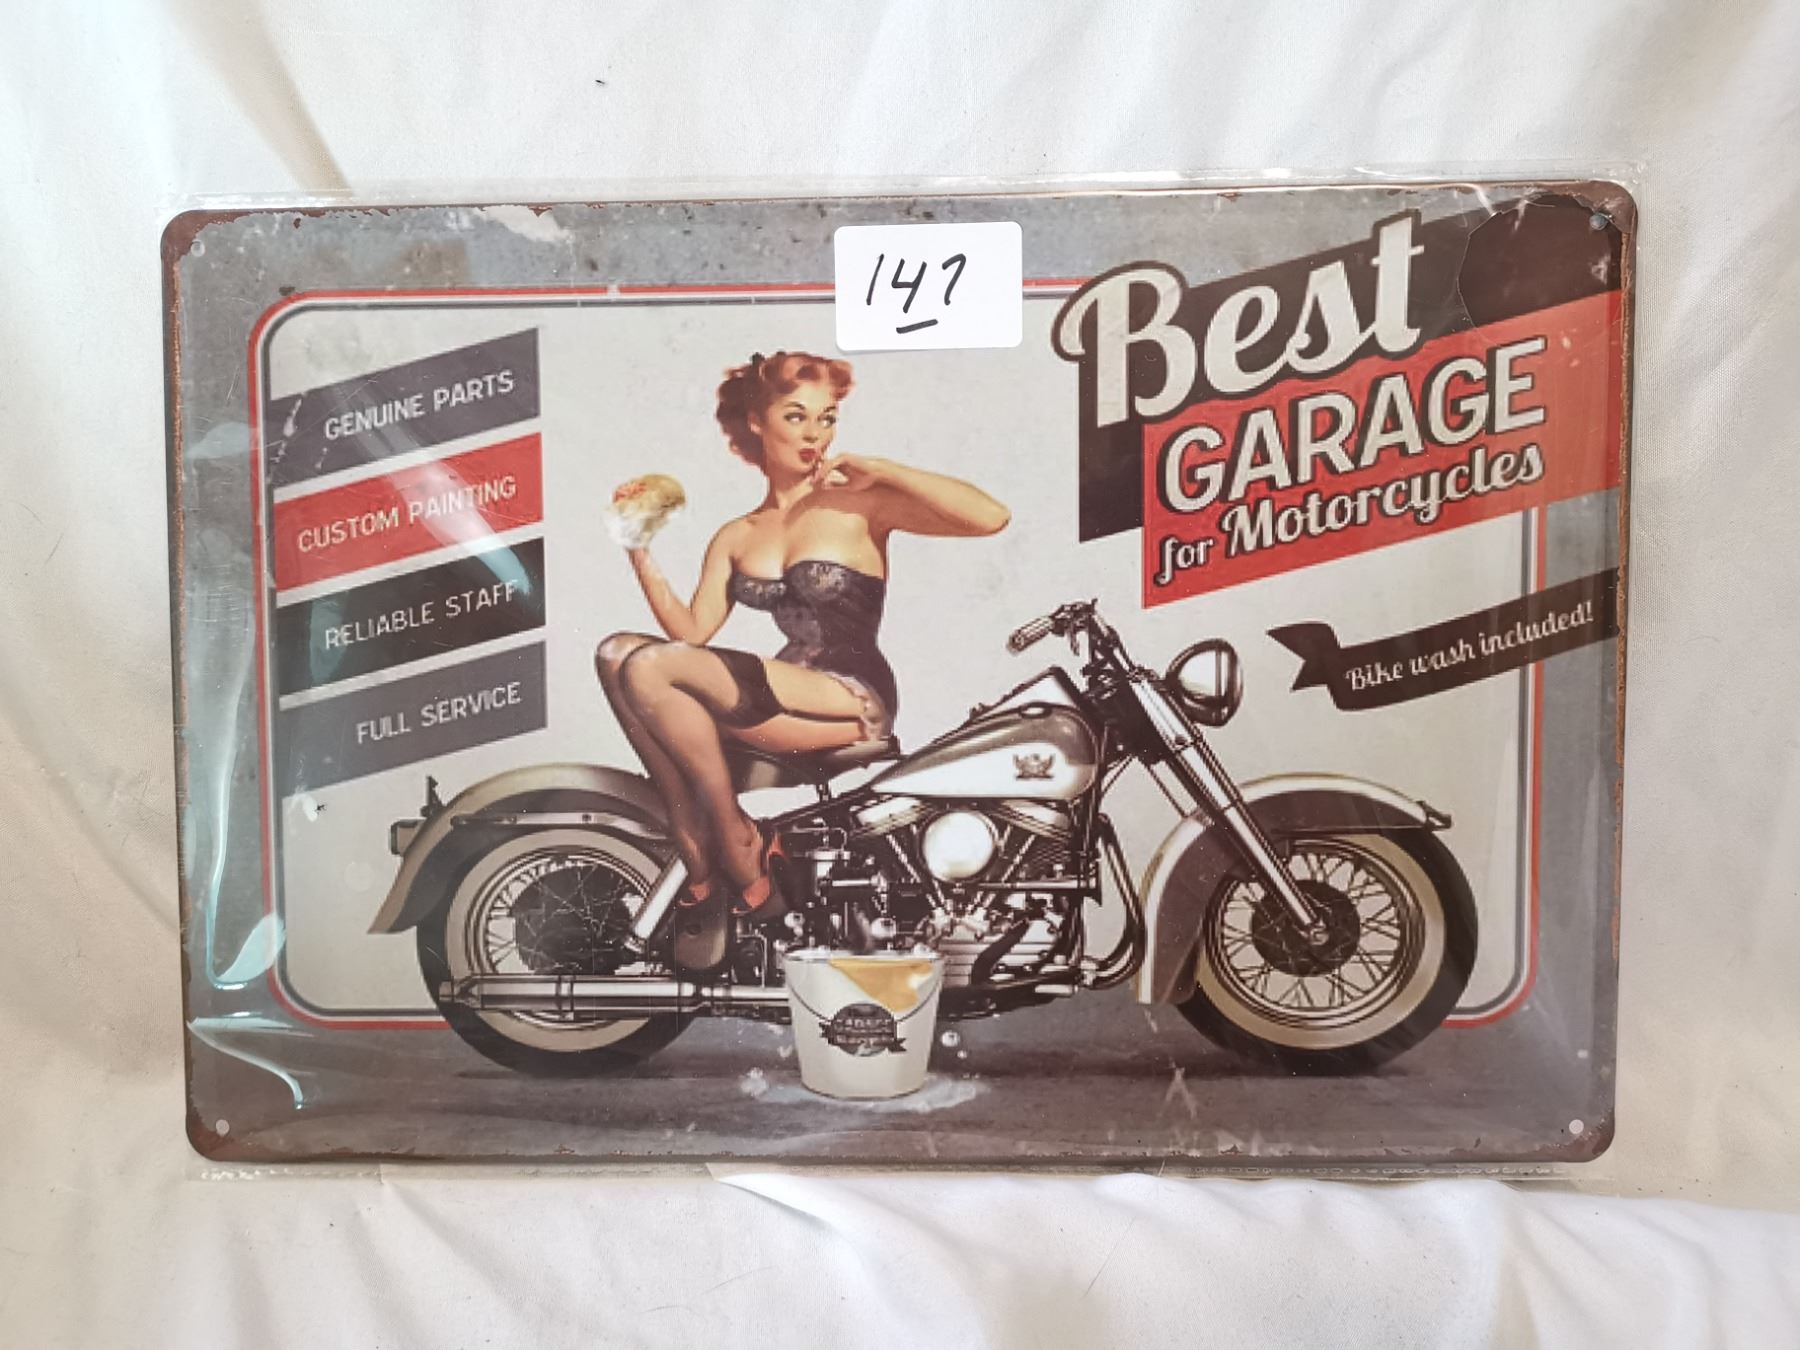 147
Best
GARAGE
for Motorcycles
GENUINE PARTS
CUSTOM PAINTING
RELIABLE STAFF
FULL SERVICE
Bike wash included!